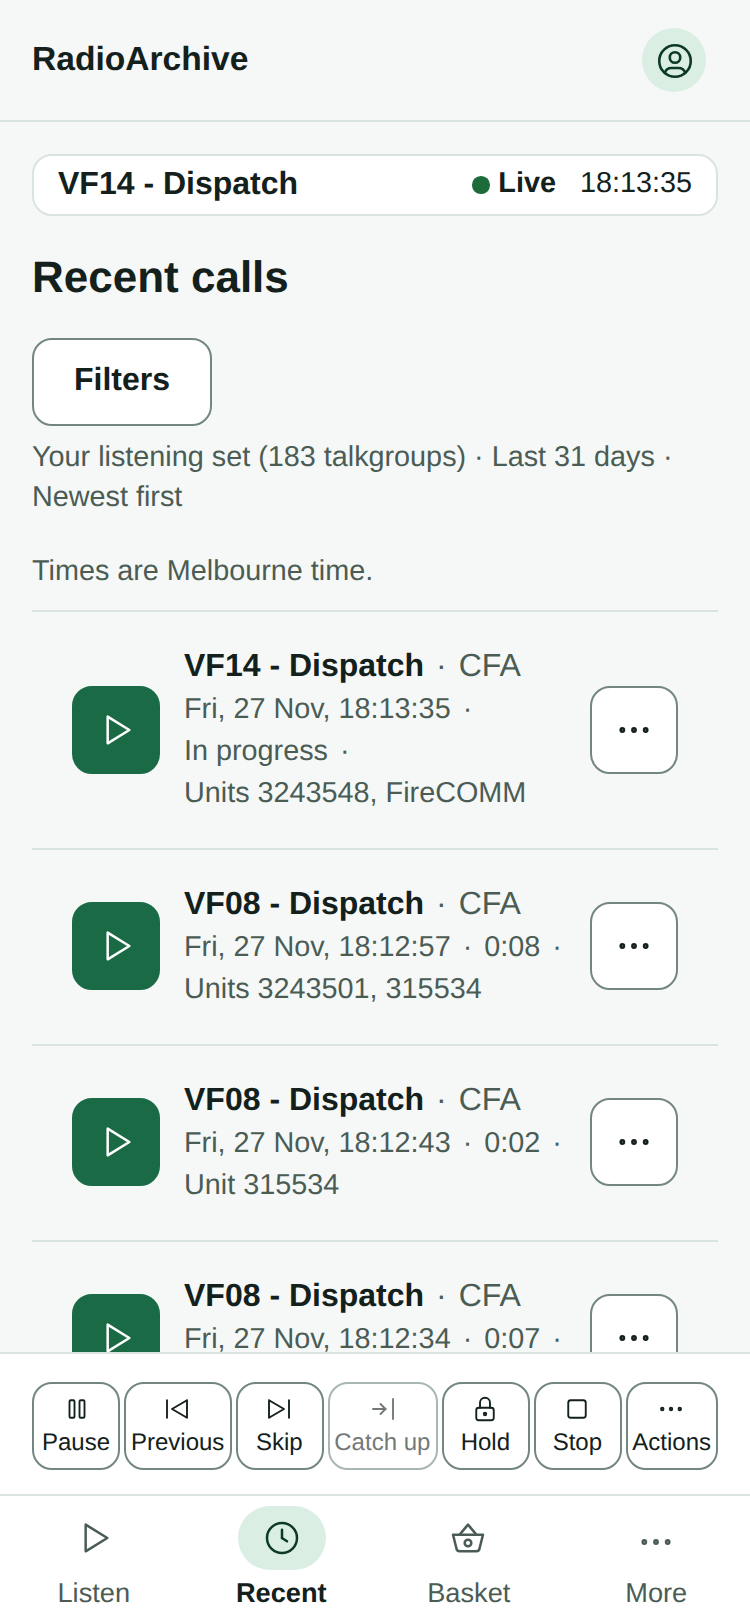 RadioArchive
VF14 - Dispatch Live 18:13:35
Recent calls
Filters
Your listening set (183 talkgroups) · Last 31 days ·
Newest first
Times are Melbourne time.
VF14 - Dispatch · CFA
Fri, 27 Nov, 18:13:35 ·
In progress ·
Units 3243548, FireCOMM
VF08 - Dispatch · CFA
Fri, 27 Nov, 18:12:57 · 0:08 ·
Units 3243501, 315534
VF08 - Dispatch · CFA
Fri, 27 Nov, 18:12:43 · 0:02 ·
Unit 315534
VF08 - Dispatch · CFA
Fri, 27 Nov, 18:12:34 · 0:07 ·
Pause Previous Skip Catch up Hold Stop Actions
Listen Recent Basket More